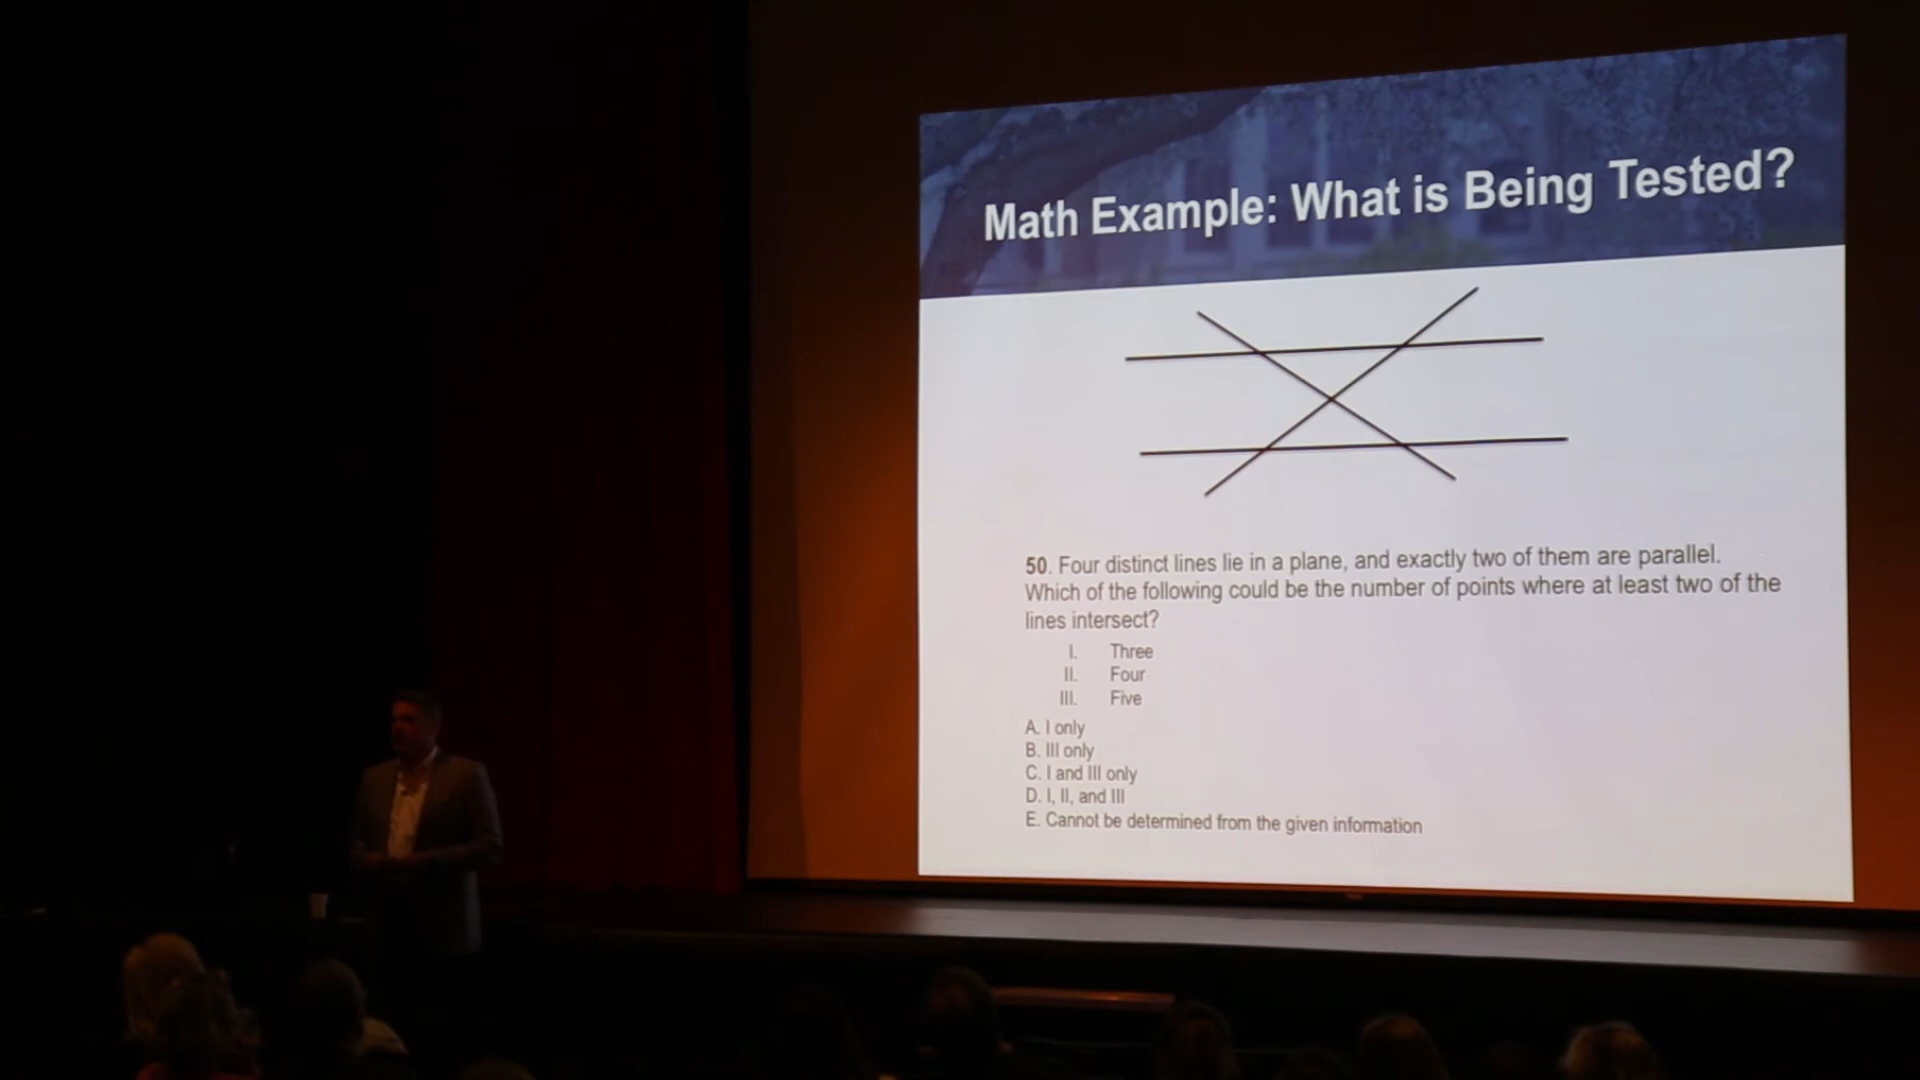 Math Example: What is Being Tested?
50. Four distinct lines lie in a plane, and exactly two of them are parallel.
Which of the following could be the number of points where at least two of the
lines intersect?
I. Three
II. Four
III. Five
A. I only
B. III only
C. I and III only
D. I, II, and III
E. Cannot be determined from the given information